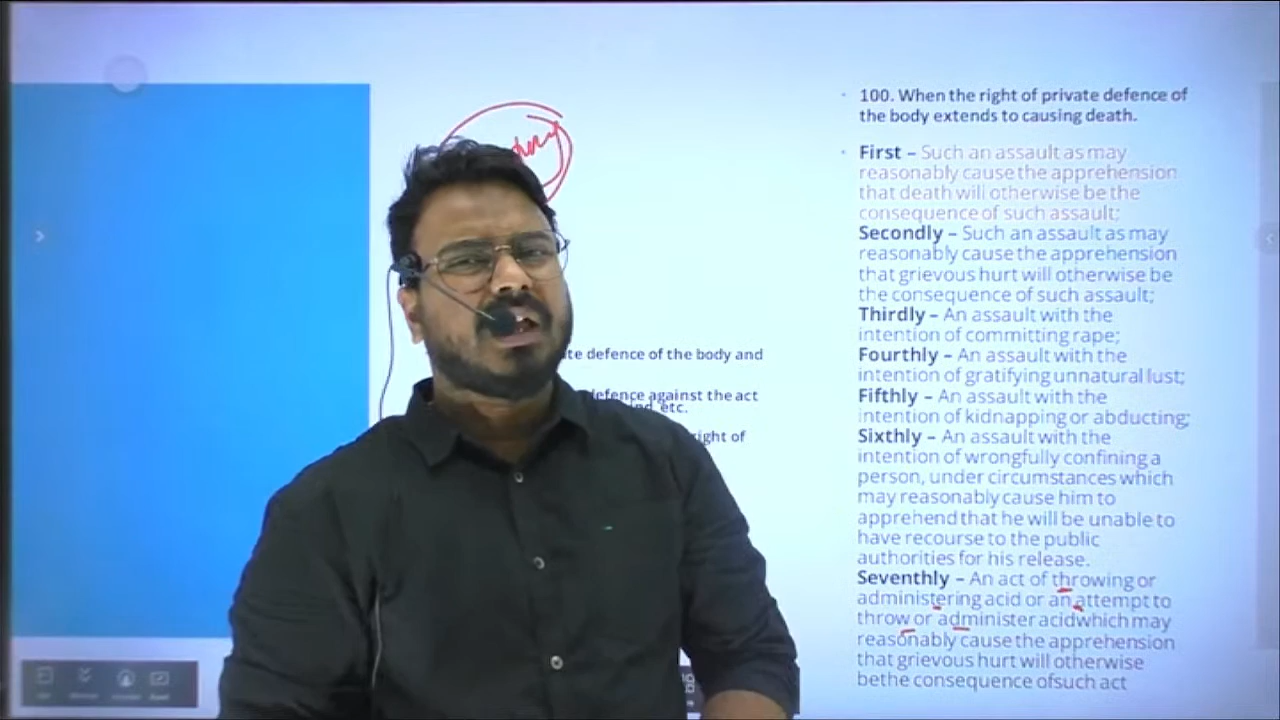 100. When the right of private defence of
the body extends to causing death.
First – Such an assault as may
reasonably cause the apprehension
that death will otherwise be the
consequence of such assault;
Secondly – Such an assault as may
reasonably cause the apprehension
that grievous hurt will otherwise be
the consequence of such assault;
Thirdly – An assault with the
intention of committing rape;
Fourthly – An assault with the
intention of gratifying unnatural lust;
Fifthly – An assault with the
intention of kidnapping or abducting;
Sixthly – An assault with the
intention of wrongfully confining a
person, under circumstances which
may reasonably cause him to
apprehend that he will be unable to
have recourse to the public
authorities for his release.
Seventhly – An act of throwing or
administering acid or an attempt to
throw or administer acidwhich may
reasonably cause the apprehension
that grievous hurt will otherwise
bethe consequence ofsuch act
defence of the body and
defence against the act
etc.
right of